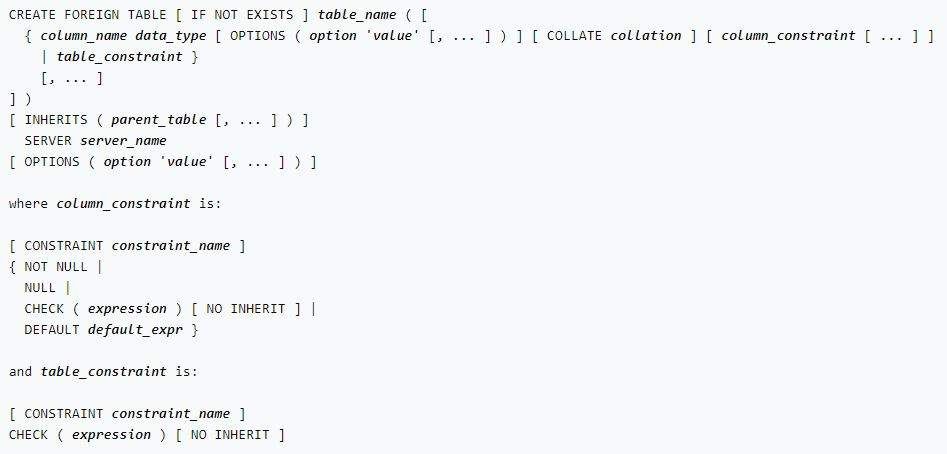 CREATE FOREIGN TABLE [ IF NOT EXISTS ] table_name ( [
  { column_name data_type [ OPTIONS ( option 'value' [, ... ] ) ] [ COLLATE collation ] [ column_constraint [ ... ] ]
    | table_constraint }
    [, ... ]
] )
[ INHERITS ( parent_table [, ... ] ) ]
  SERVER server_name
[ OPTIONS ( option 'value' [, ... ] ) ]

where column_constraint is:

[ CONSTRAINT constraint_name ]
{ NOT NULL |
  NULL |
  CHECK ( expression ) [ NO INHERIT ] |
  DEFAULT default_expr }

and table_constraint is:

[ CONSTRAINT constraint_name ]
CHECK ( expression ) [ NO INHERIT ]